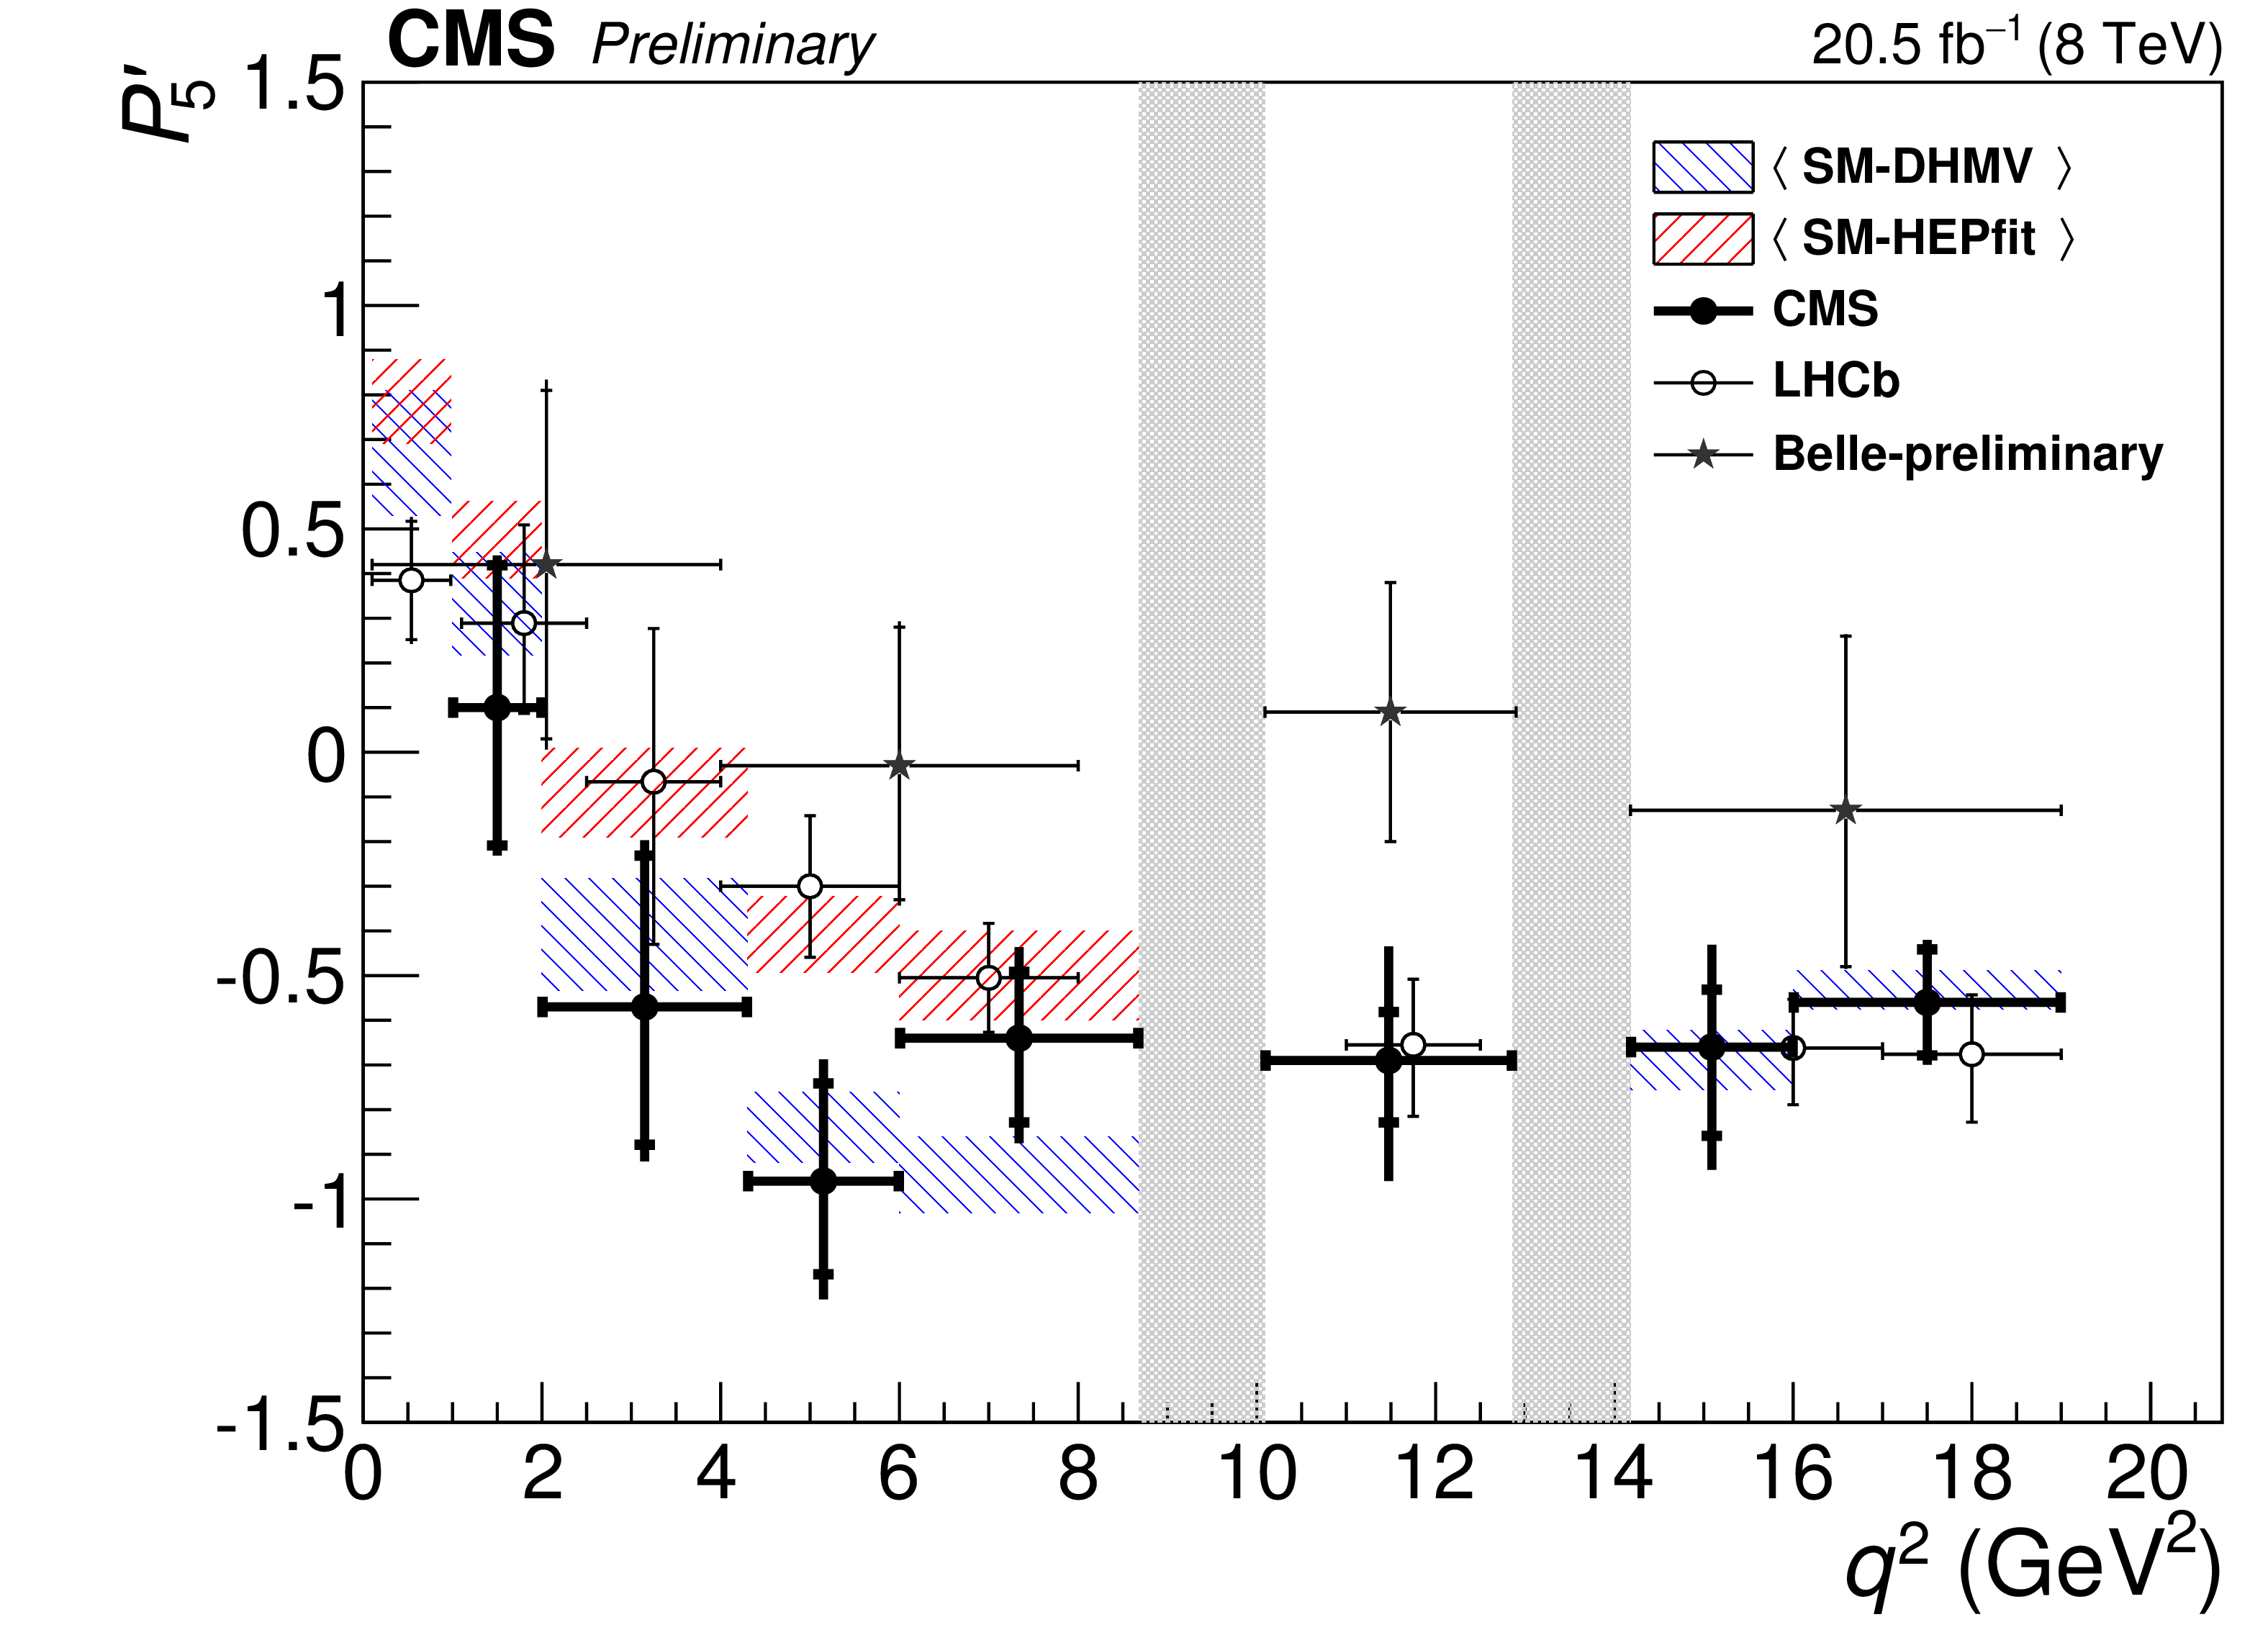 CMS Preliminary 20.5 fb⁻¹ (8 TeV)
P₅′
1.5
1
0.5
0
-0.5
-1
-1.5
⟨ SM-DHMV ⟩
⟨ SM-HEPfit ⟩
CMS
LHCb
Belle-preliminary
0 2 4 6 8 10 12 14 16 18 20
q² (GeV²)